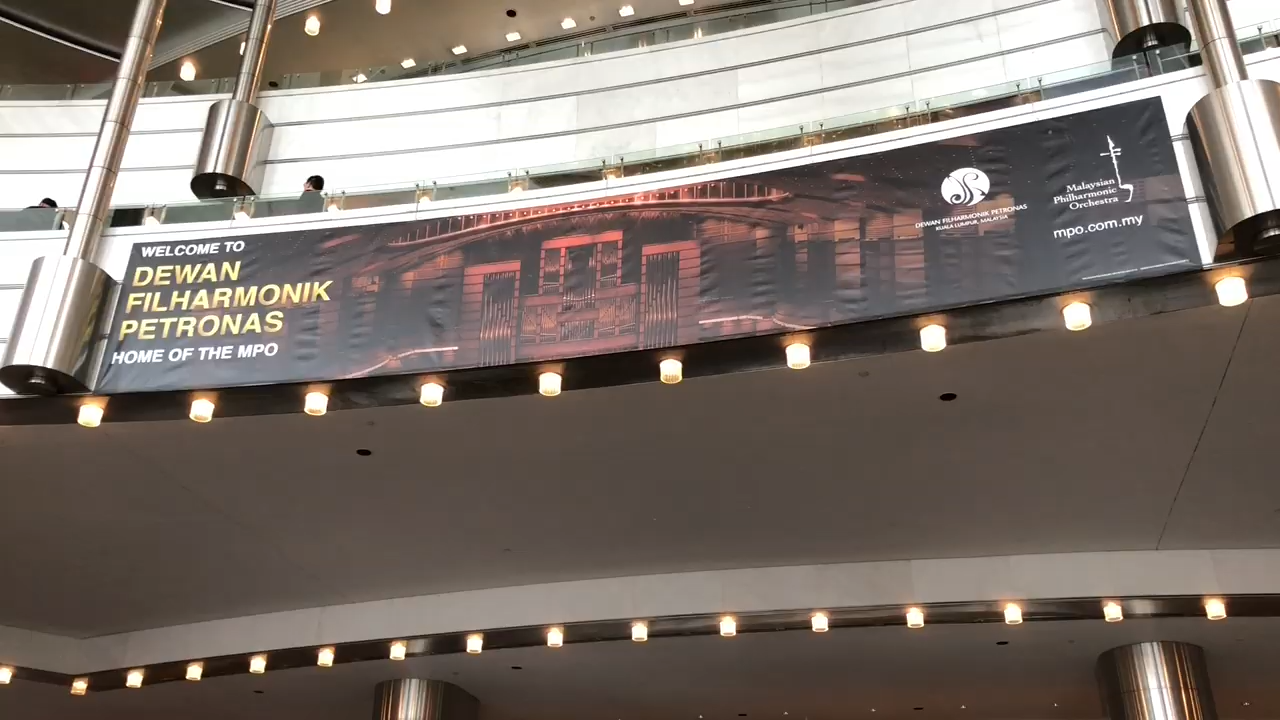 WELCOME TO
DEWAN
FILHARMONIK
PETRONAS
HOME OF THE MPO
DEWAN FILHARMONIK PETRONAS
KUALA LUMPUR, MALAYSIA
Malaysian
Philharmonic
Orchestra
mpo.com.my